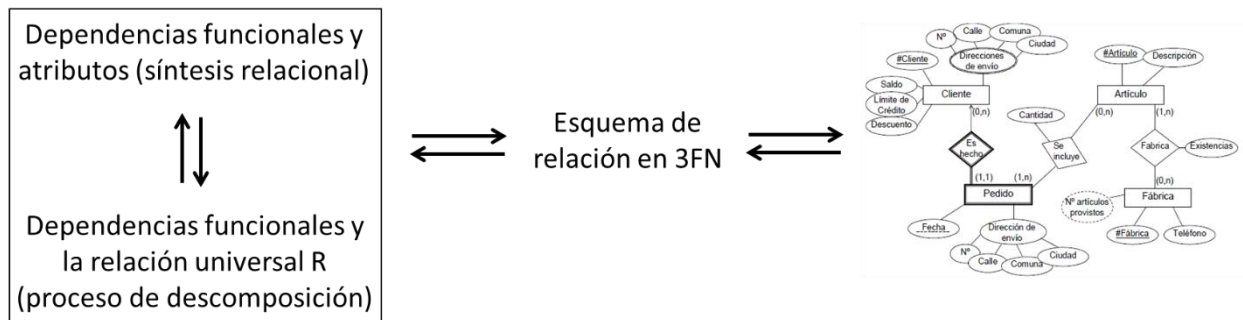 Dependencias funcionales y
atributos (síntesis relacional)
Dependencias funcionales y
la relación universal R
(proceso de descomposición)
Esquema de
relación en 3FN
Nº
Calle
Comuna
Ciudad
Direcciones
de envío
#Cliente
Saldo
Límite de
Crédito
Descuento
Cliente
(0,n)
Es
hecho
(1,1)
(1,n)
Pedido
Fecha
Dirección de
envío
Nº
Calle
Comuna
Ciudad
Cantidad
Se
incluye
#Artículo
Descripción
Artículo
(0,n)
(1,n)
Fabrica
Existencias
(0,n)
Fábrica
Nº artículos
provistos
#Fábrica
Teléfono